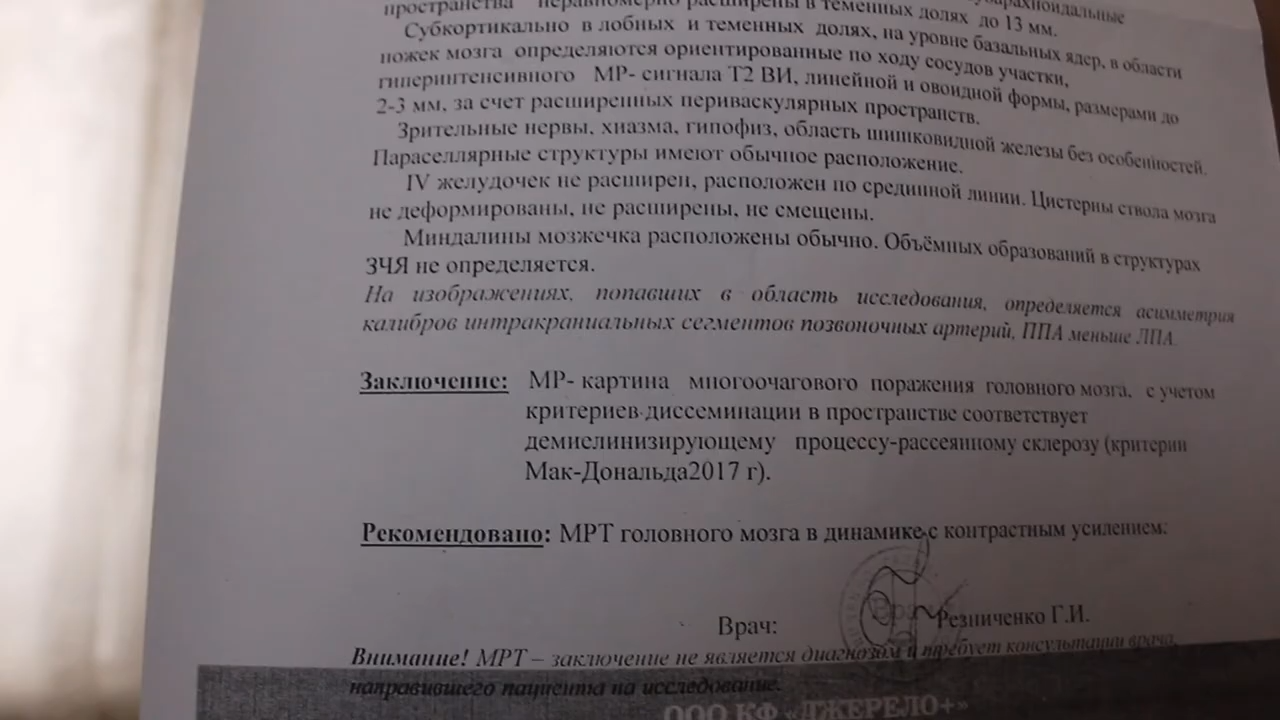 пространства неравномерно расширены в теменных долях до 13 мм.
Субкортикально в лобных и теменных долях, на уровне базальных ядер, в области
ножек мозга определяются ориентированные по ходу сосудов участки,
гиперинтенсивного МР- сигнала Т2 ВИ, линейной и овоидной формы, размерами до
2-3 мм, за счет расширенных периваскулярных пространств.
Зрительные нервы, хиазма, гипофиз, область шишковидной железы без особенностей.
Параселлярные структуры имеют обычное расположение.
IV желудочек не расширен, расположен по срединной линии. Цистерны ствола мозга
не деформированы, не расширены, не смещены.
Миндалины мозжечка расположены обычно. Объёмных образований в структурах
ЗЧЯ не определяется.
На изображениях, попавших в область исследования, определяется асимметрия
калибров интракраниальных сегментов позвоночных артерий, ППА меньше ЛПА.
Заключение: МР- картина многоочагового поражения головного мозга, с учетом
критериев диссеминации в пространстве соответствует
демиелинизирующему процессу-рассеянному склерозу (критерии
Мак-Дональда2017 г).
Рекомендовано: МРТ головного мозга в динамике с контрастным усилением.
Врач: Резниченко Г.И.
Внимание! МРТ – заключение не является диагнозом и требует консультации врача,
направившего пациента на исследование.
ООО КФ «ДЖЕРЕЛО+»